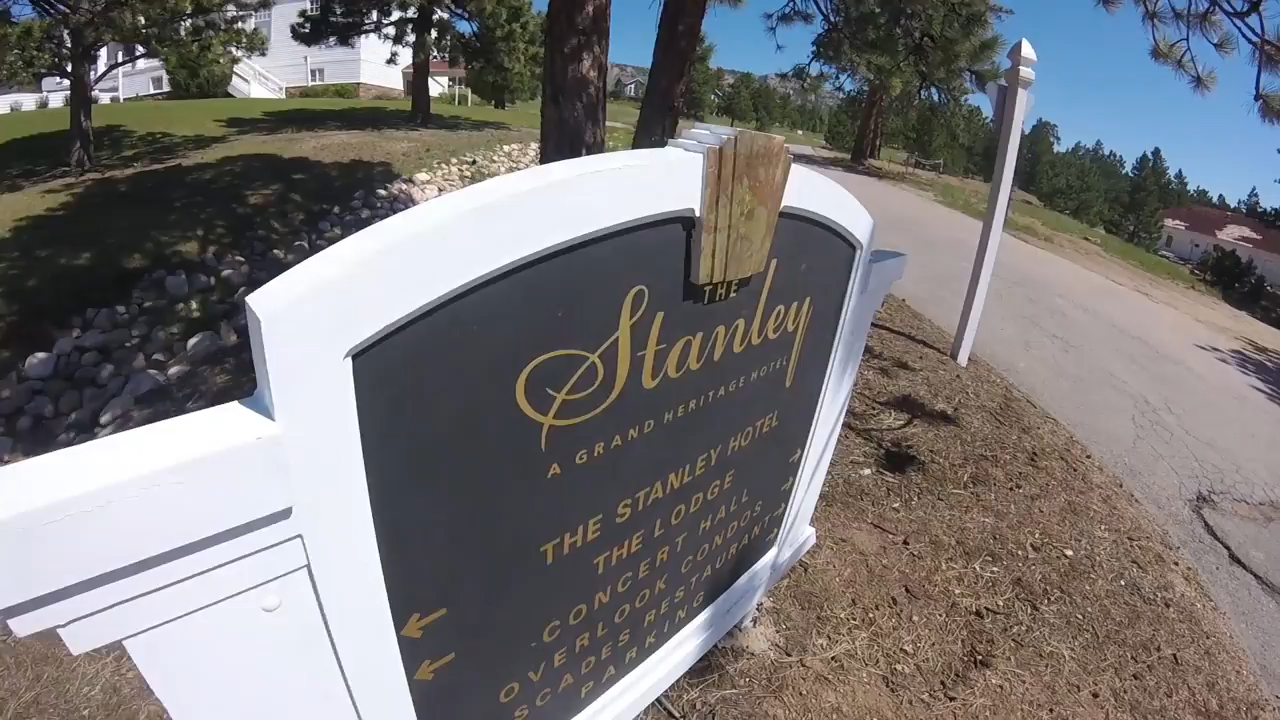 THE
Stanley
A GRAND HERITAGE HOTEL
THE STANLEY HOTEL
THE LODGE
CONCERT HALL
OVERLOOK CONDOS
SCADES RESTAURANT
PARKING